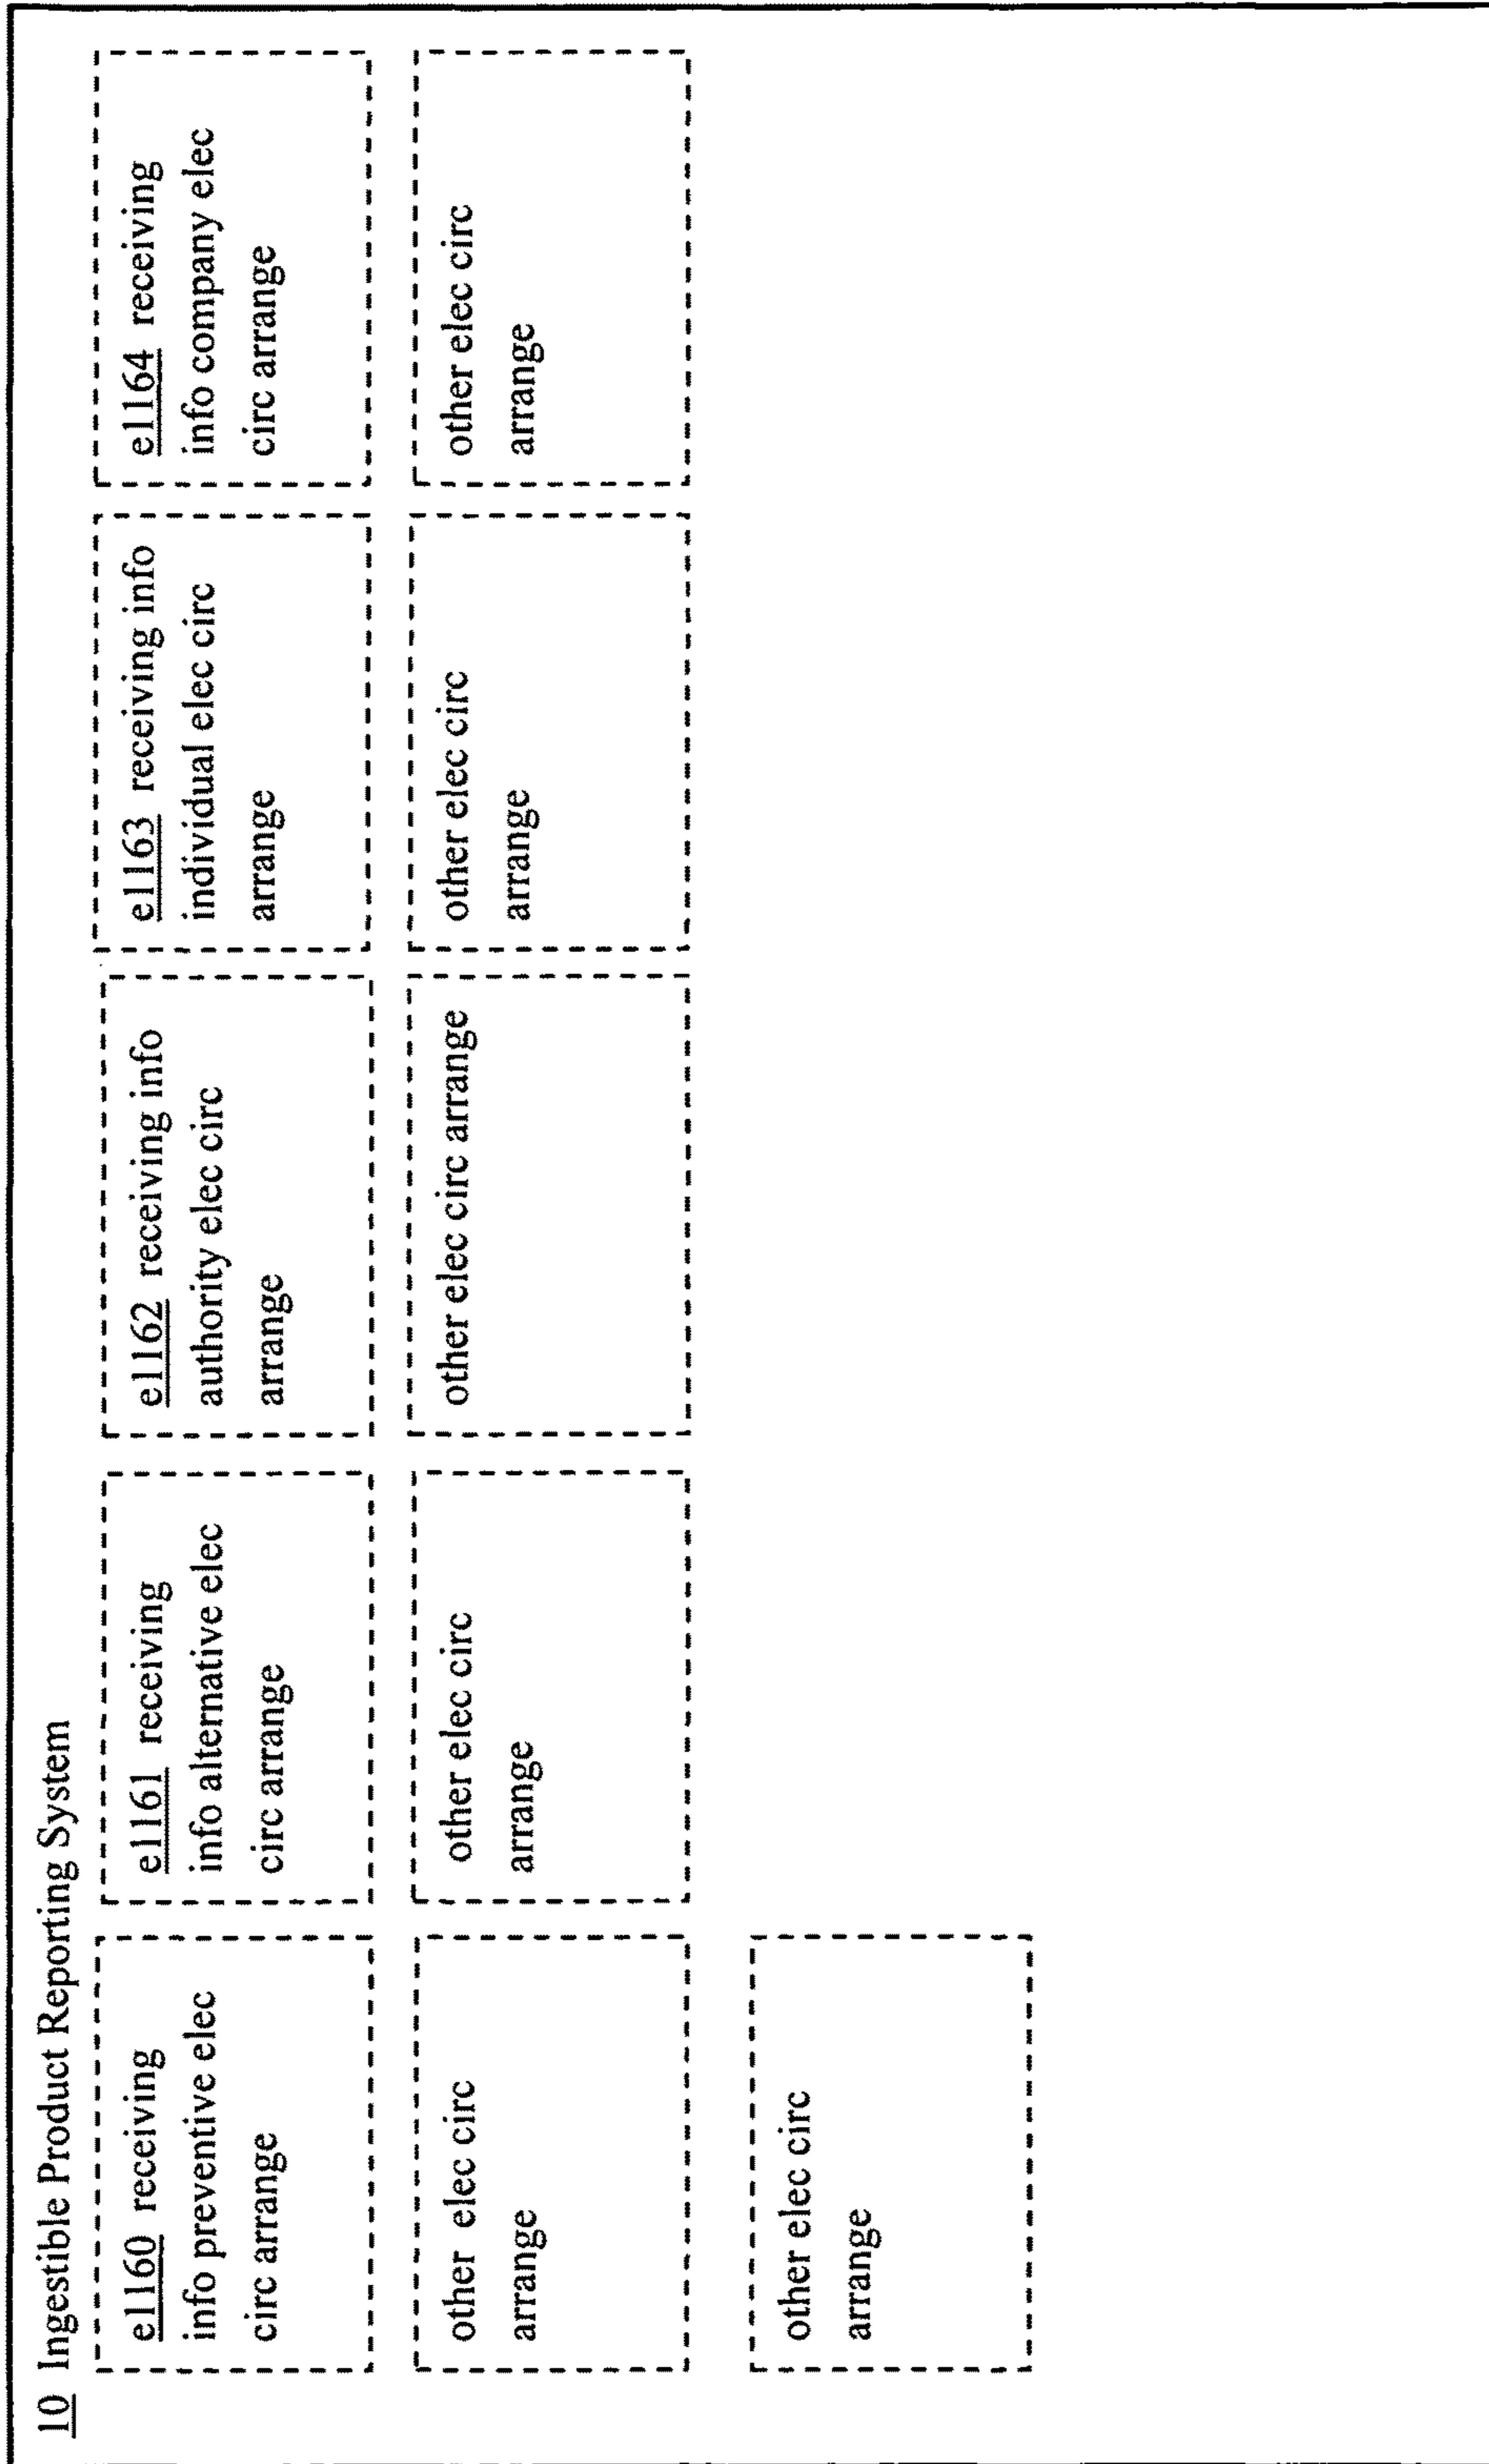 10 Ingestible Product Reporting System
e1160 receiving
info preventive elec
circ arrange
e1161 receiving
info alternative elec
circ arrange
e1162 receiving info
authority elec circ
arrange
e1163 receiving info
individual elec circ
arrange
e1164 receiving
info company elec
circ arrange
other elec circ
arrange
other elec circ
arrange
other elec circ arrange
other elec circ
arrange
other elec circ
arrange
other elec circ
arrange